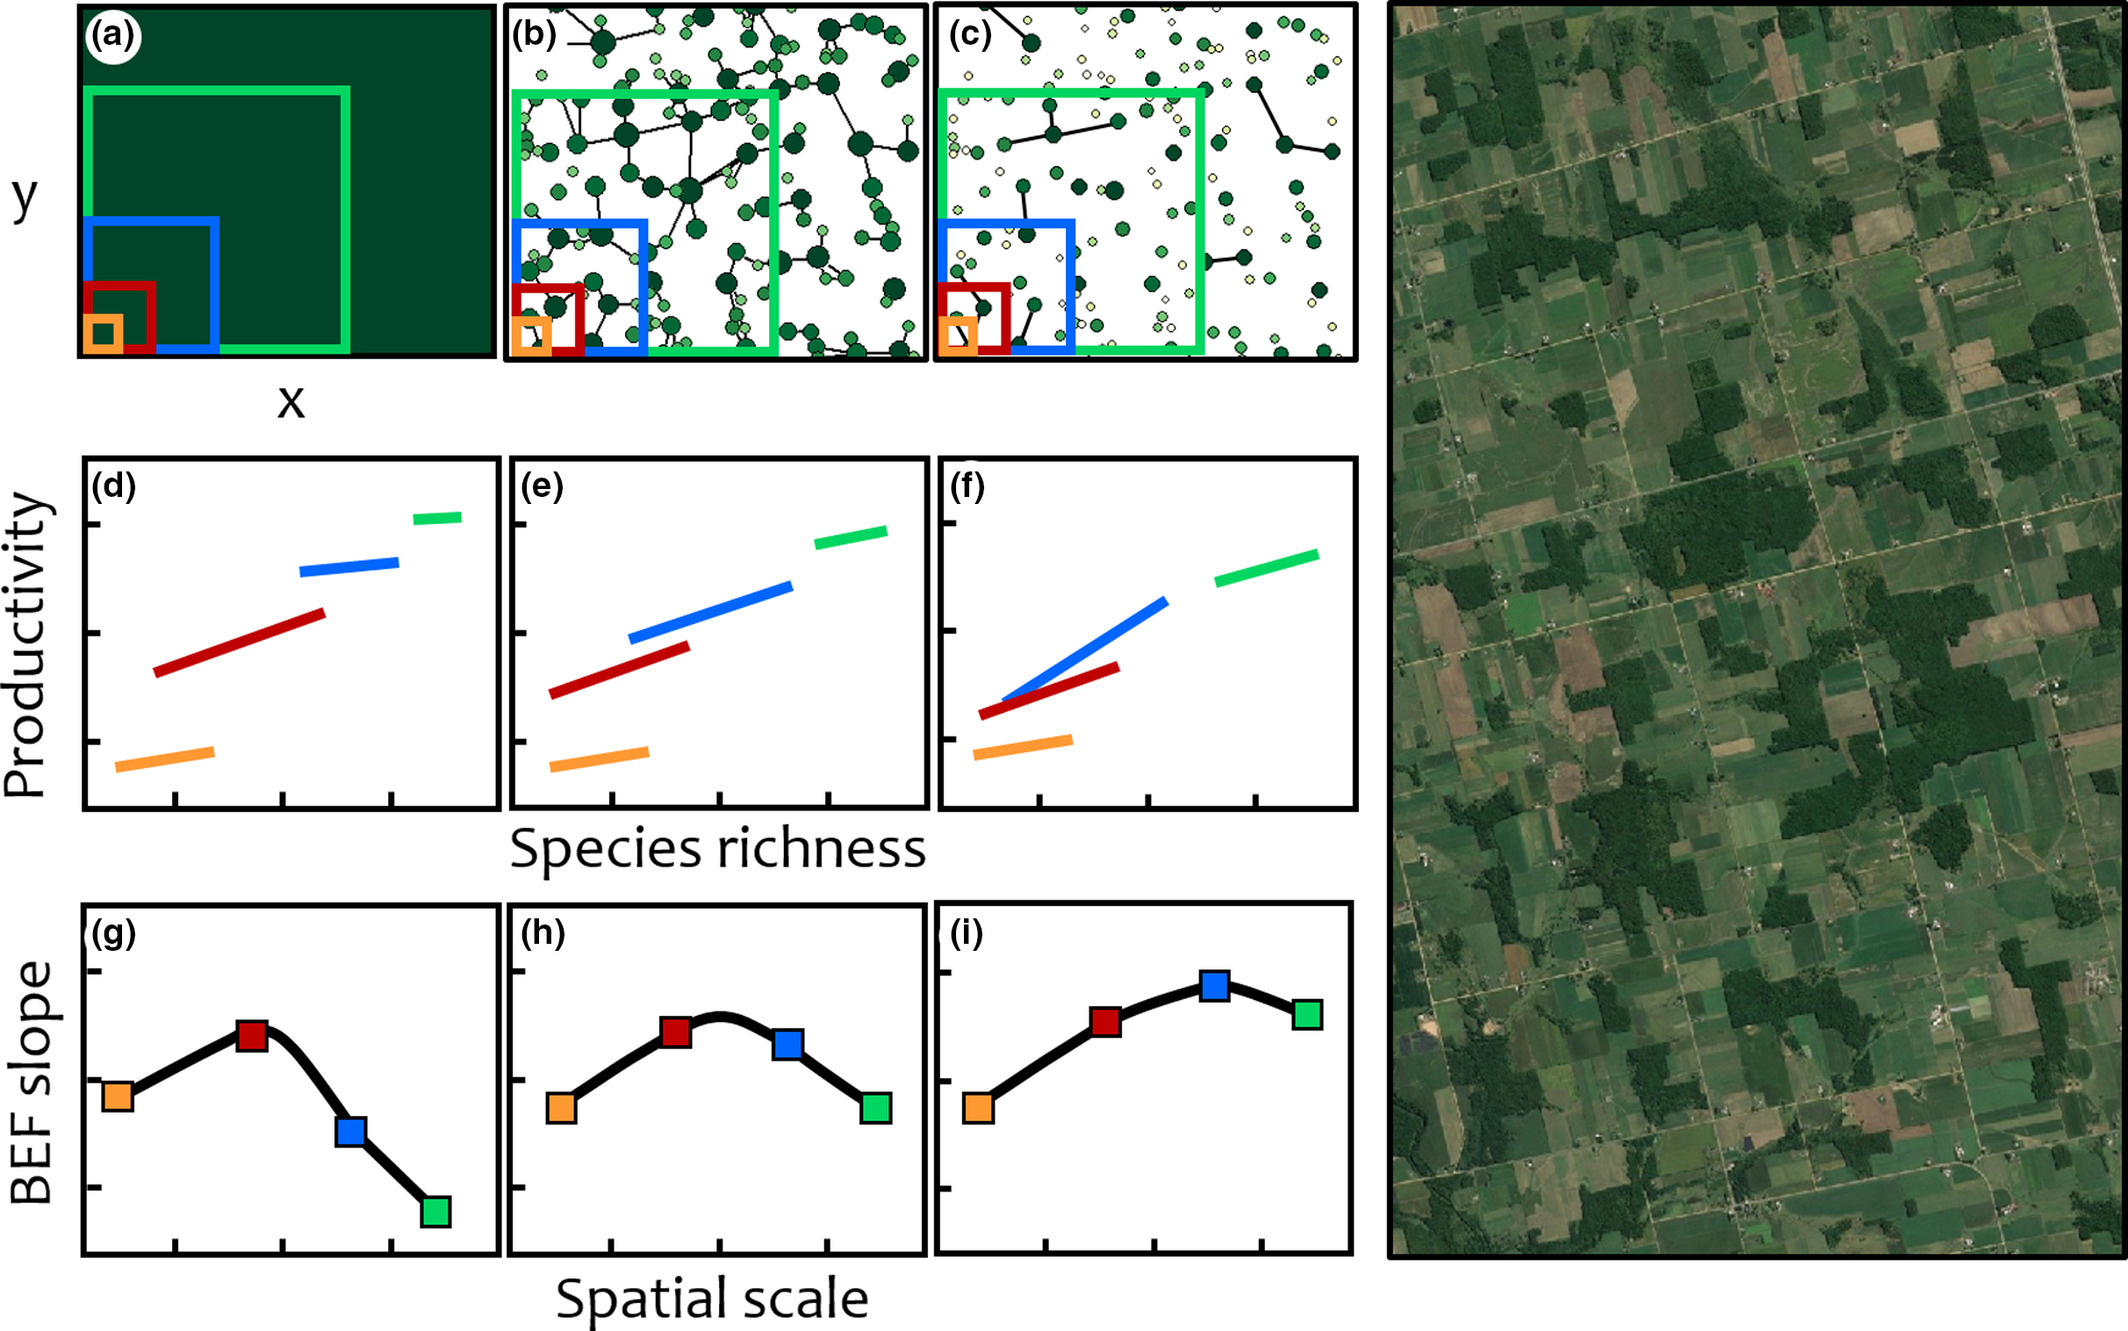 (a) (b) (c)
y
x
(d) (e) (f)
Productivity
Species richness
(g) (h) (i)
BEF slope
Spatial scale